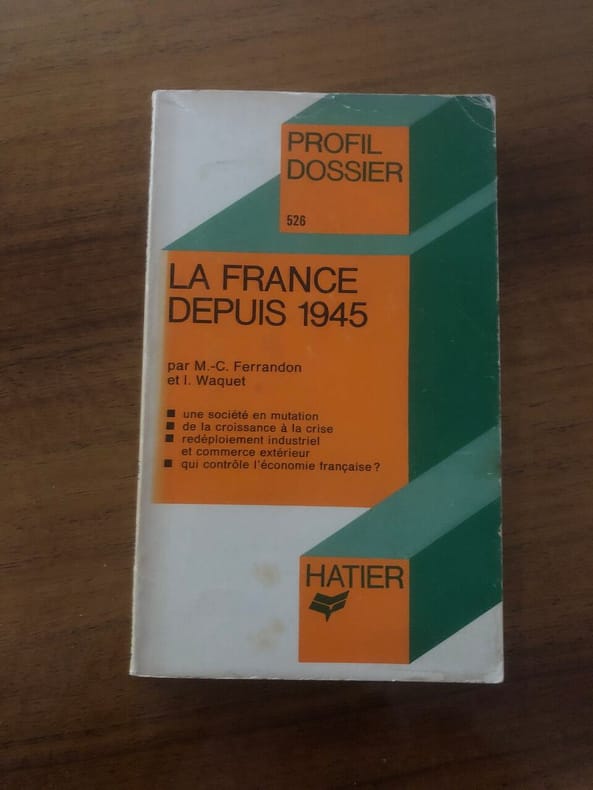 PROFIL
DOSSIER
526
LA FRANCE
DEPUIS 1945
par M.-C. Ferrandon
et I. Waquet
■ une société en mutation
■ de la croissance à la crise
■ redéploiement industriel
et commerce extérieur
■ qui contrôle l'économie française ?
HATIER